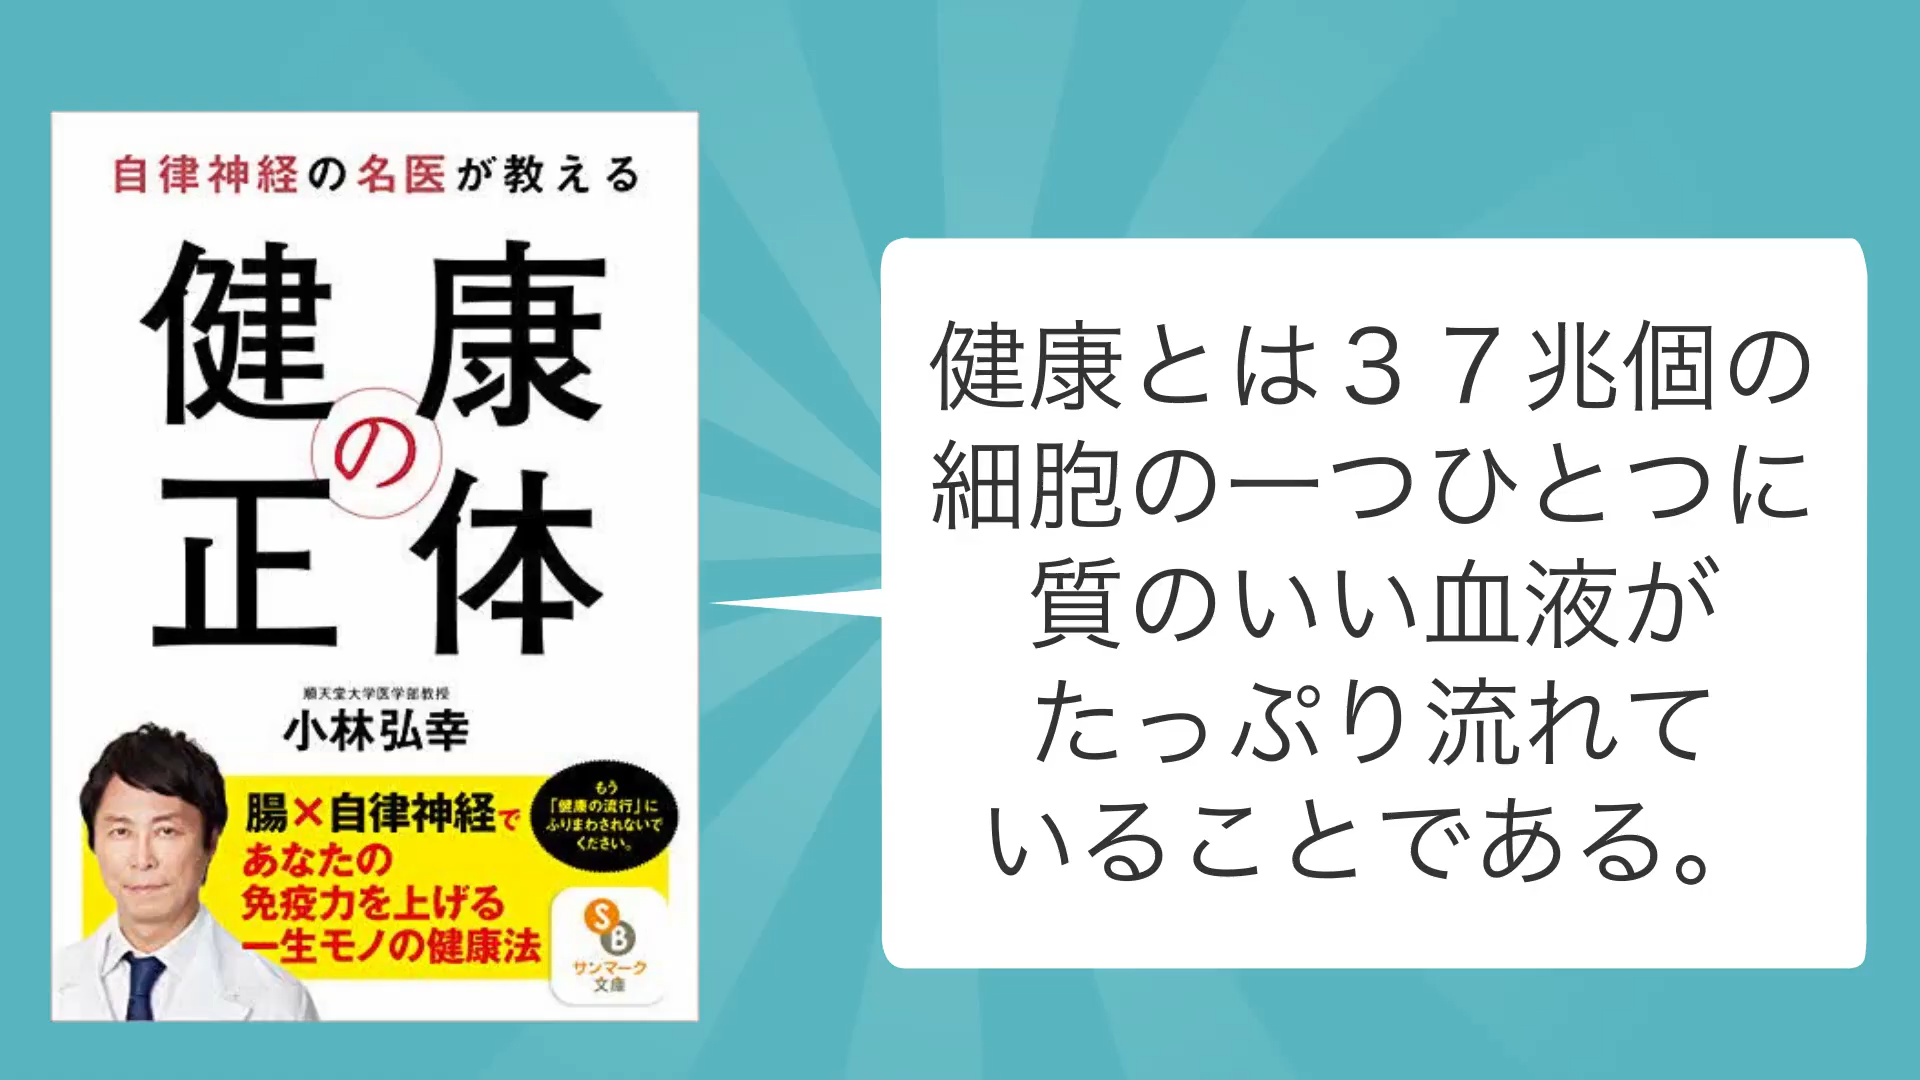 自律神経の名医が教える
健康
の
正体
順天堂大学医学部教授
小林弘幸
腸×自律神経で
あなたの
免疫力を上げる
一生モノの健康法
もう
「健康の流行」に
ふりまわされないで
ください。
SB
サンマーク
文庫
健康とは３７兆個の
細胞の一つひとつに
質のいい血液が
たっぷり流れて
いることである。